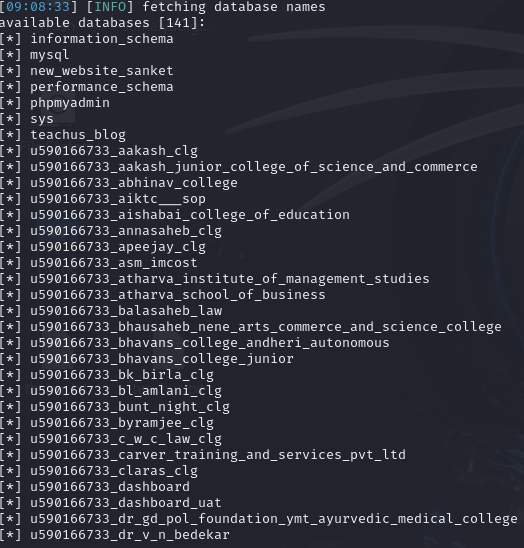 [09:08:33] [INFO] fetching database names
available databases [141]:
[*] information_schema
[*] mysql
[*] new_website_sanket
[*] performance_schema
[*] phpmyadmin
[*] sys
[*] teachus_blog
[*] u590166733_aakash_clg
[*] u590166733_aakash_junior_college_of_science_and_commerce
[*] u590166733_abhinav_college
[*] u590166733_aiktc___sop
[*] u590166733_aishabai_college_of_education
[*] u590166733_annasaheb_clg
[*] u590166733_apeejay_clg
[*] u590166733_asm_imcost
[*] u590166733_atharva_institute_of_management_studies
[*] u590166733_atharva_school_of_business
[*] u590166733_balasaheb_law
[*] u590166733_bhausaheb_nene_arts_commerce_and_science_college
[*] u590166733_bhavans_college_andheri_autonomous
[*] u590166733_bhavans_college_junior
[*] u590166733_bk_birla_clg
[*] u590166733_bl_amlani_clg
[*] u590166733_bunt_night_clg
[*] u590166733_byramjee_clg
[*] u590166733_c_w_c_law_clg
[*] u590166733_carver_training_and_services_pvt_ltd
[*] u590166733_claras_clg
[*] u590166733_dashboard
[*] u590166733_dashboard_uat
[*] u590166733_dr_gd_pol_foundation_ymt_ayurvedic_medical_college
[*] u590166733_dr_v_n_bedekar